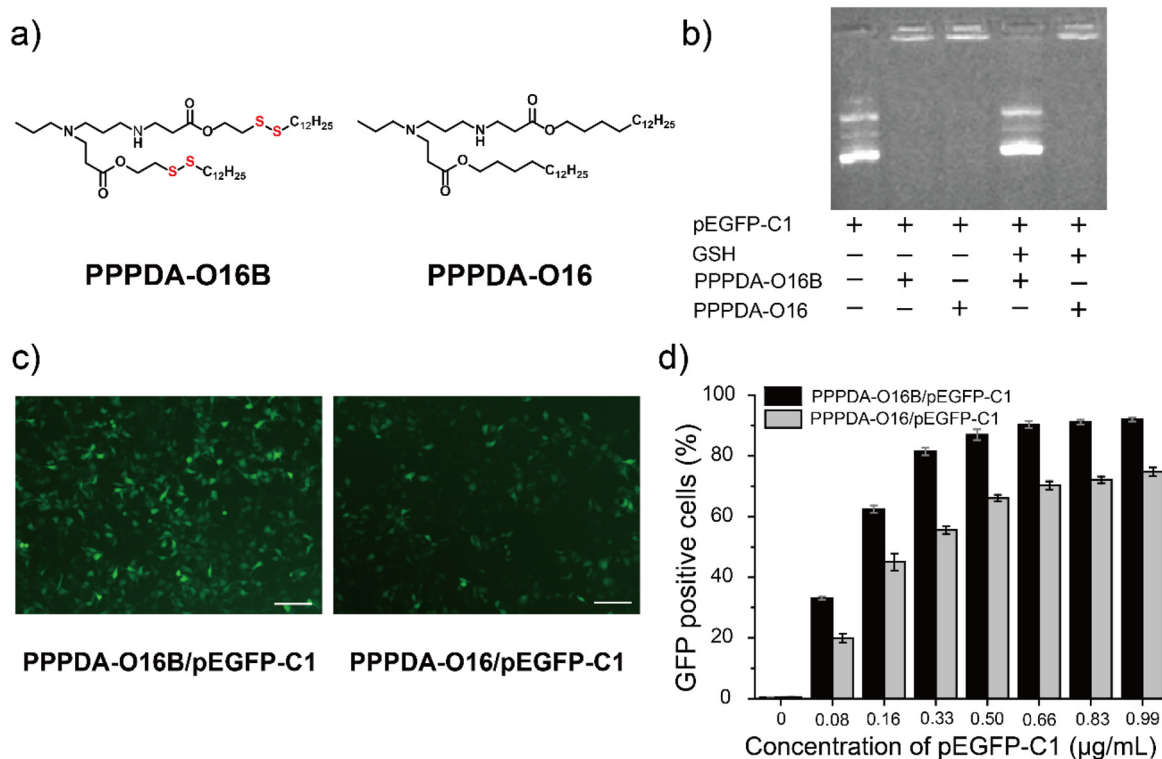 a)
O
N
N
H
O
S
S
C12H25
O
O
S
S
C12H25
PPPDA-O16B
O
N
N
H
O
C12H25
O
O
C12H25
PPPDA-O16
b)
pEGFP-C1 + + + + +
GSH − − − + +
PPPDA-O16B − + − + −
PPPDA-O16 − − + − +
c)
PPPDA-O16B/pEGFP-C1 PPPDA-O16/pEGFP-C1
d)
PPPDA-O16B/pEGFP-C1
PPPDA-O16/pEGFP-C1
GFP positive cells (%)
100
80
60
40
20
0
0 0.08 0.16 0.33 0.50 0.66 0.83 0.99
Concentration of pEGFP-C1 (µg/mL)